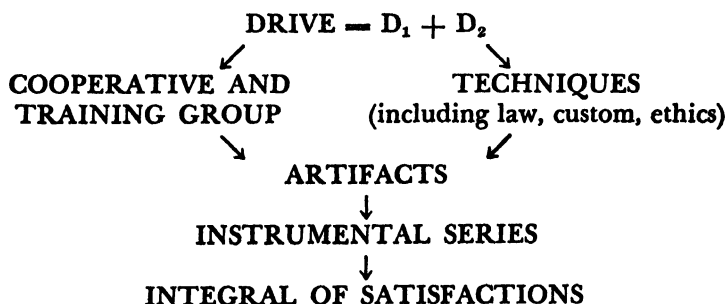 DRIVE = D₁ + D₂
COOPERATIVE AND
TRAINING GROUP
TECHNIQUES
(including law, custom, ethics)
ARTIFACTS
INSTRUMENTAL SERIES
INTEGRAL OF SATISFACTIONS